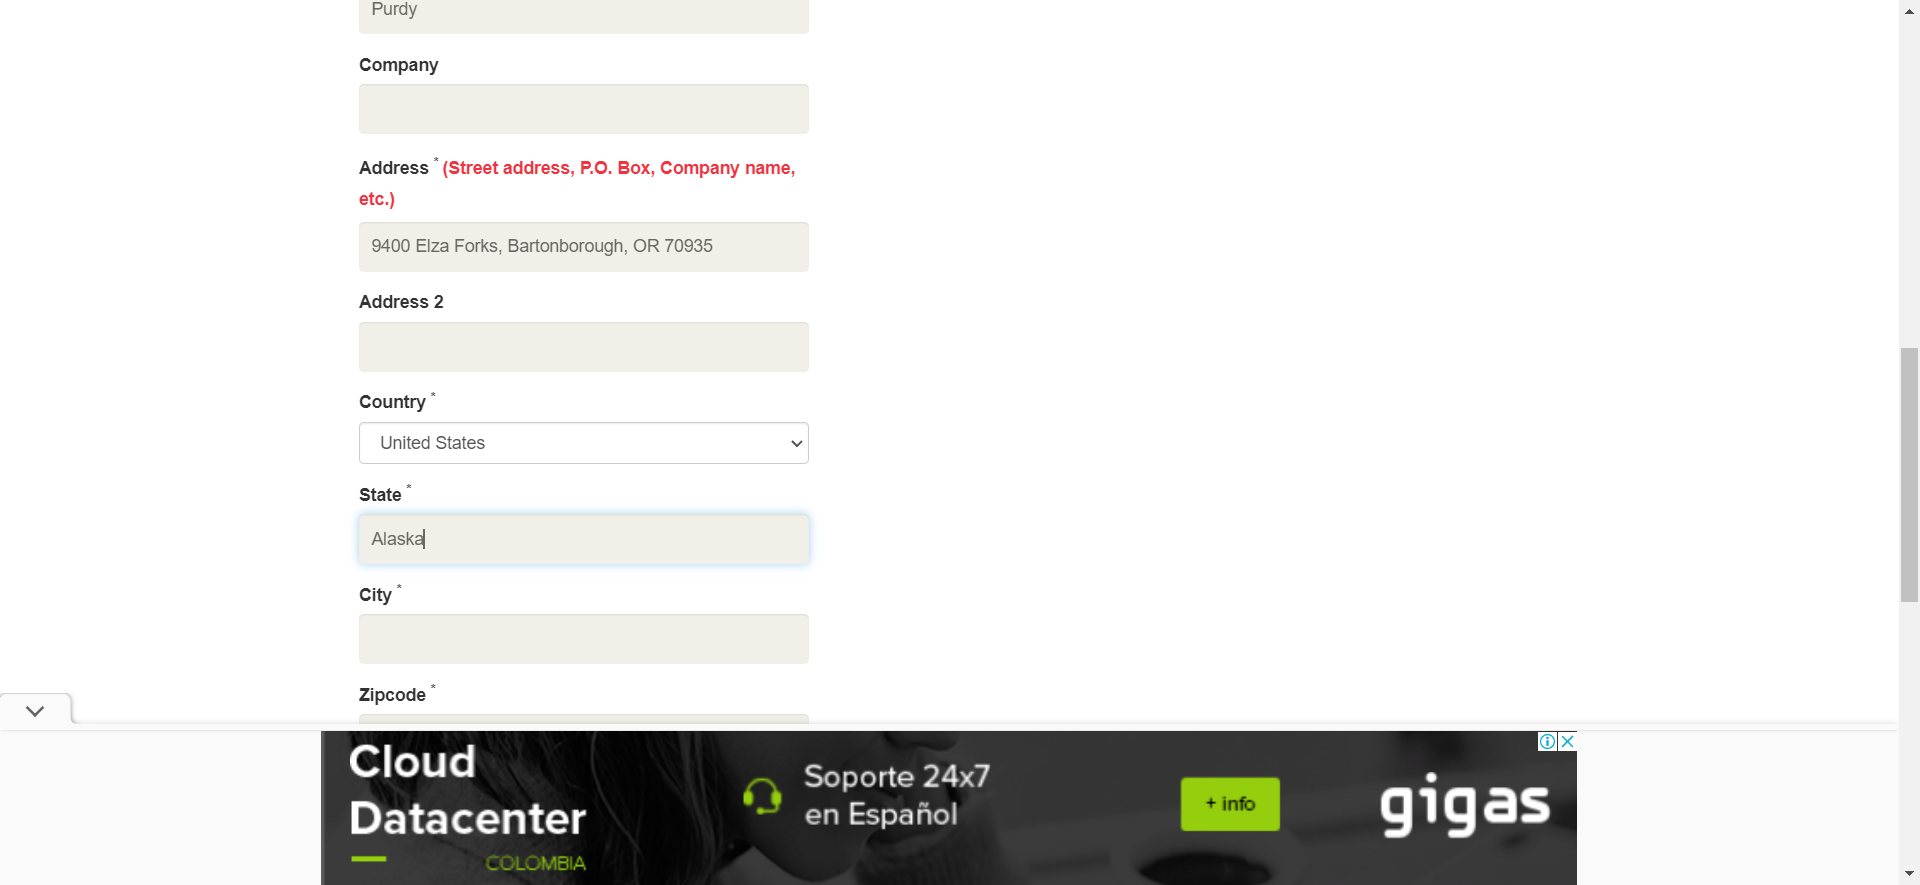 Purdy
Company
Address * (Street address, P.O. Box, Company name,
etc.)
9400 Elza Forks, Bartonborough, OR 70935
Address 2
Country *
United States
State *
Alaska
City *
Zipcode *
Cloud
Datacenter
COLOMBIA
Soporte 24x7
en Español
+ info
gigas